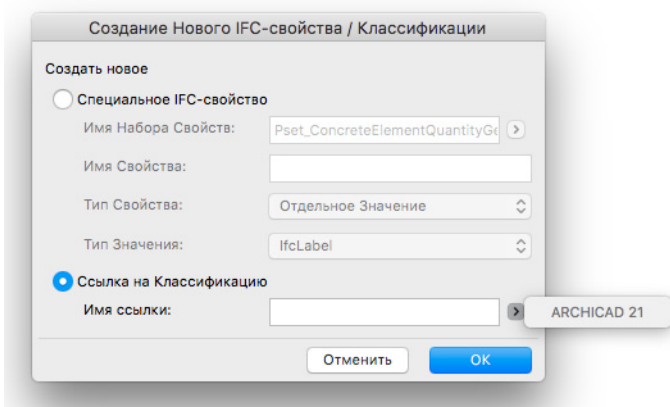 Создание Нового IFC-свойства / Классификации
Создать новое
Специальное IFC-свойство
Имя Набора Свойств: Pset_ConcreteElementQuantityGe
Имя Свойства:
Тип Свойства: Отдельное Значение
Тип Значения: IfcLabel
Ссылка на Классификацию
Имя ссылки: ARCHICAD 21
Отменить OK